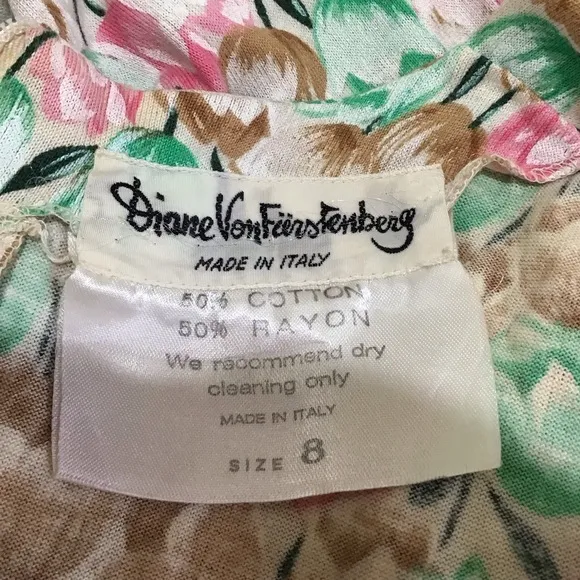 Diane Von Fürstenberg
MADE IN ITALY
50% COTTON
50% RAYON
We recommend dry
cleaning only
MADE IN ITALY
SIZE 8